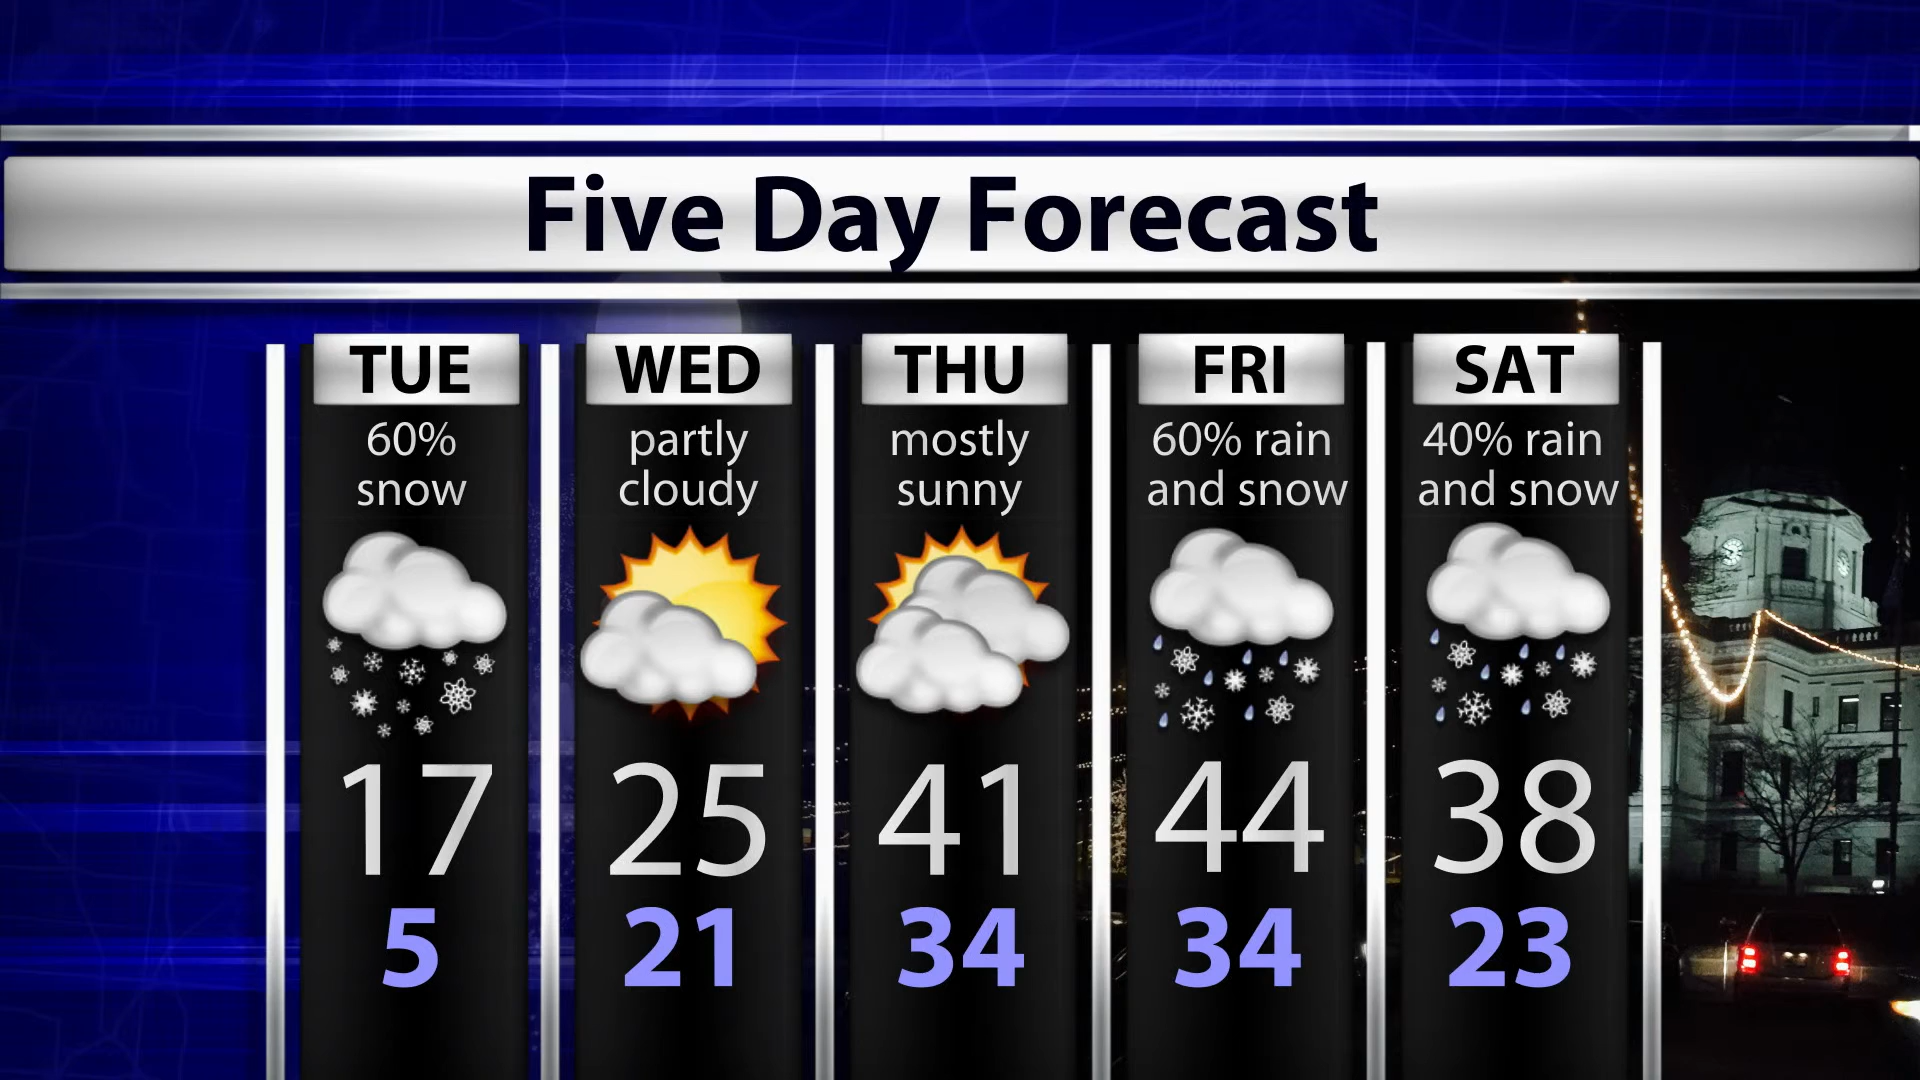 Five Day Forecast
TUE
60%
snow
17
5
WED
partly
cloudy
25
21
THU
mostly
sunny
41
34
FRI
60% rain
and snow
44
34
SAT
40% rain
and snow
38
23